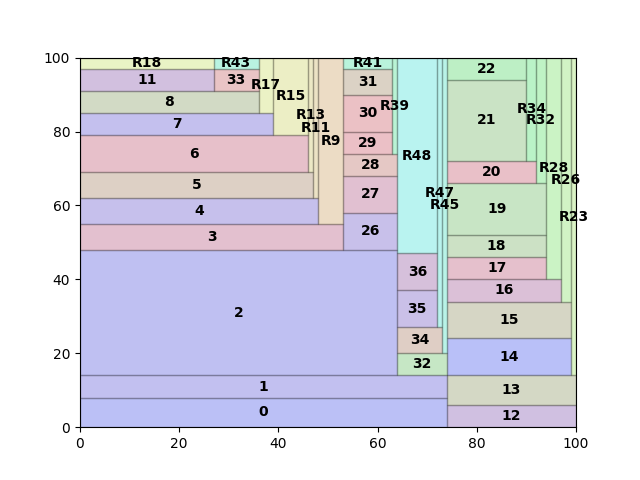 100
R18 R43 R41 22
11 33 R17 31
8 R15 R39 30 21 R34
7 R13 R11 R32
80
6 R9 29 R48
5 28 20 R28
4 27 R47 19 R26
60
R45
3 26 R23
18
36 17
40
2 35 16
34 15
20
32 14
1 13
0 12
0
0 20 40 60 80 100